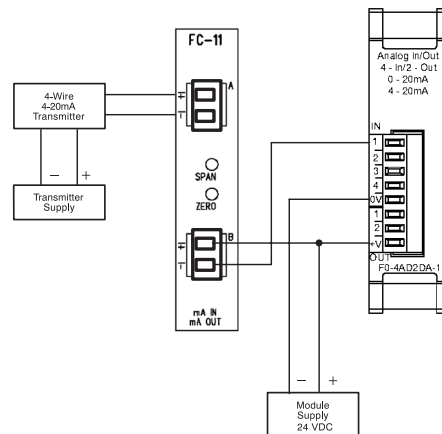 FC-11
A
+
−
4-Wire
4-20mA
Transmitter
− +
Transmitter
Supply
SPAN
ZERO
B
+
−
mA IN
mA OUT
Analog In/Out
4 - In/2 - Out
0 - 20mA
4 - 20mA
IN
1
2
3
4
0V
1
2
+V
OUT
F0-4AD2DA-1
− +
Module
Supply
24 VDC